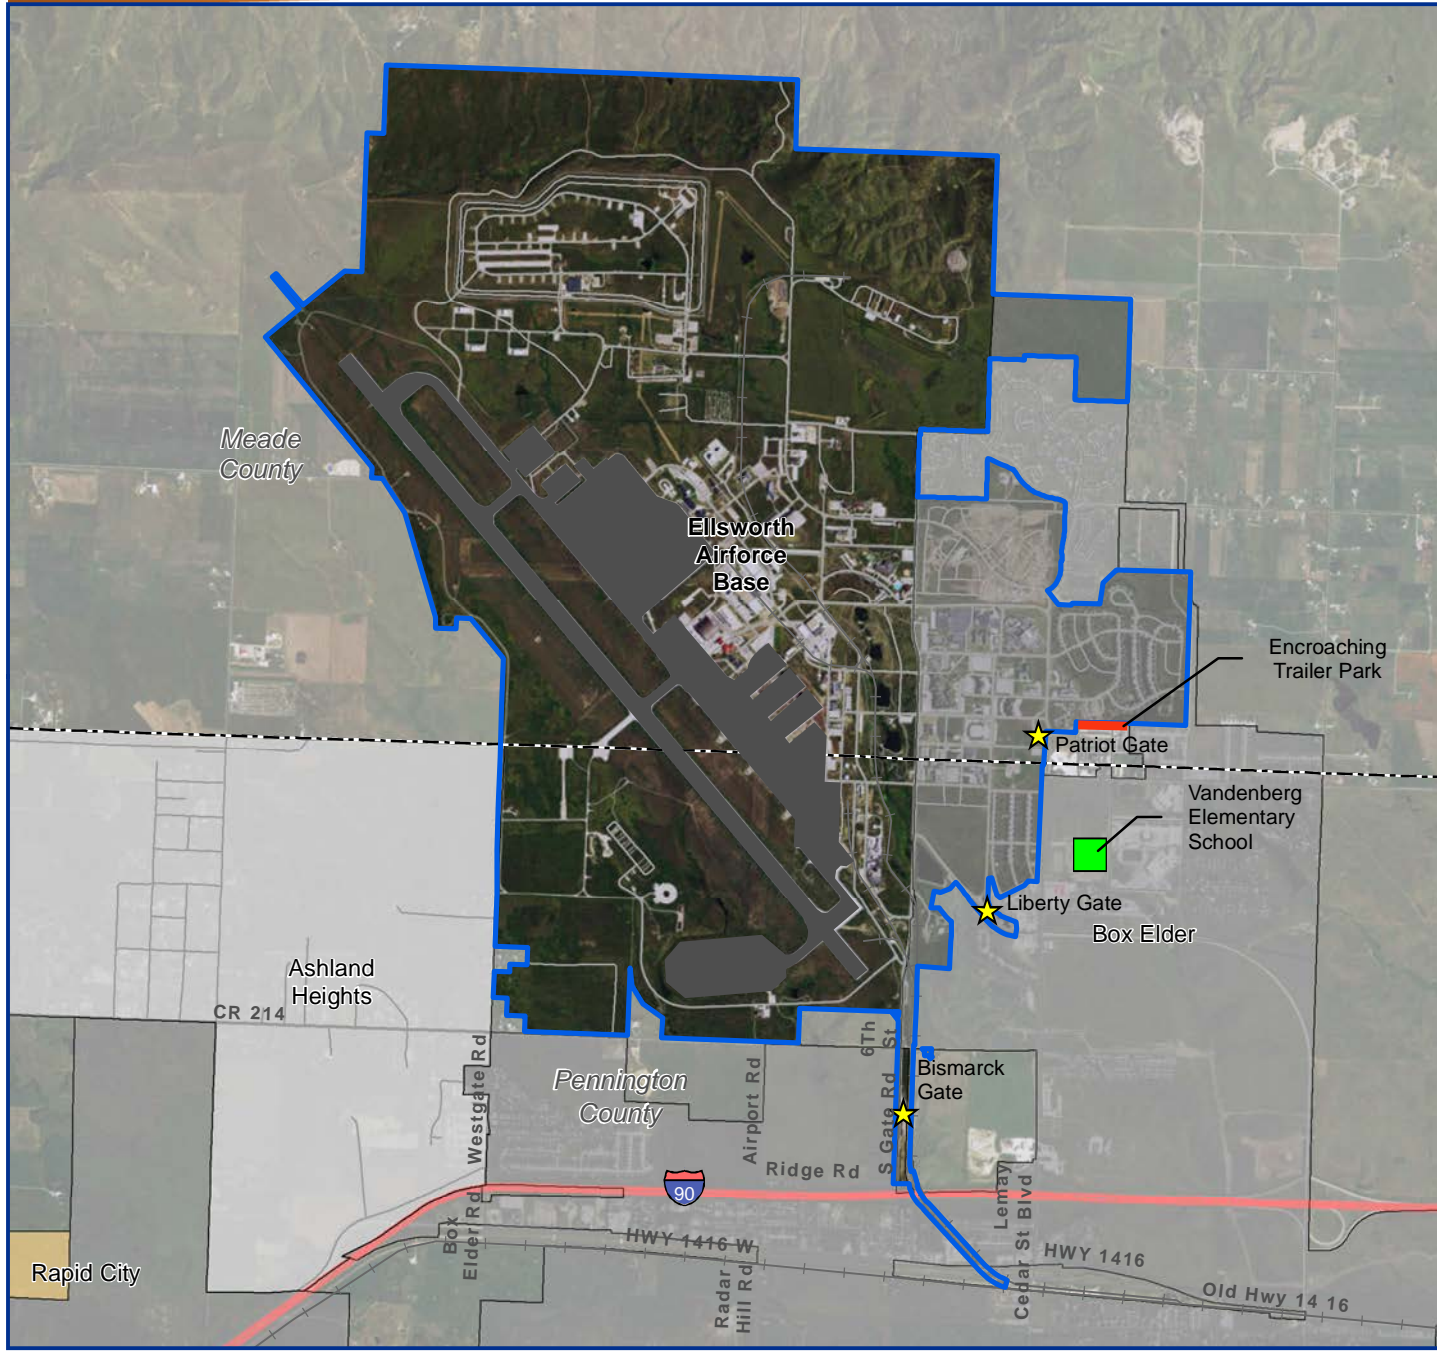 Meade
County
Ellsworth
Airforce
Base
Encroaching
Trailer Park
Patriot Gate
Vandenberg
Elementary
School
Liberty Gate
Box Elder
Ashland
Heights
CR 214
6Th
St
Westgate Rd
Pennington
County
Airport Rd
S Gate Rd
Bismarck
Gate
Ridge Rd
90
Lemay
Cedar St Blvd
Box
Elder Rd
HWY 1416 W
HWY 1416
Rapid City
Radar
Hill Rd
Old Hwy 14 16